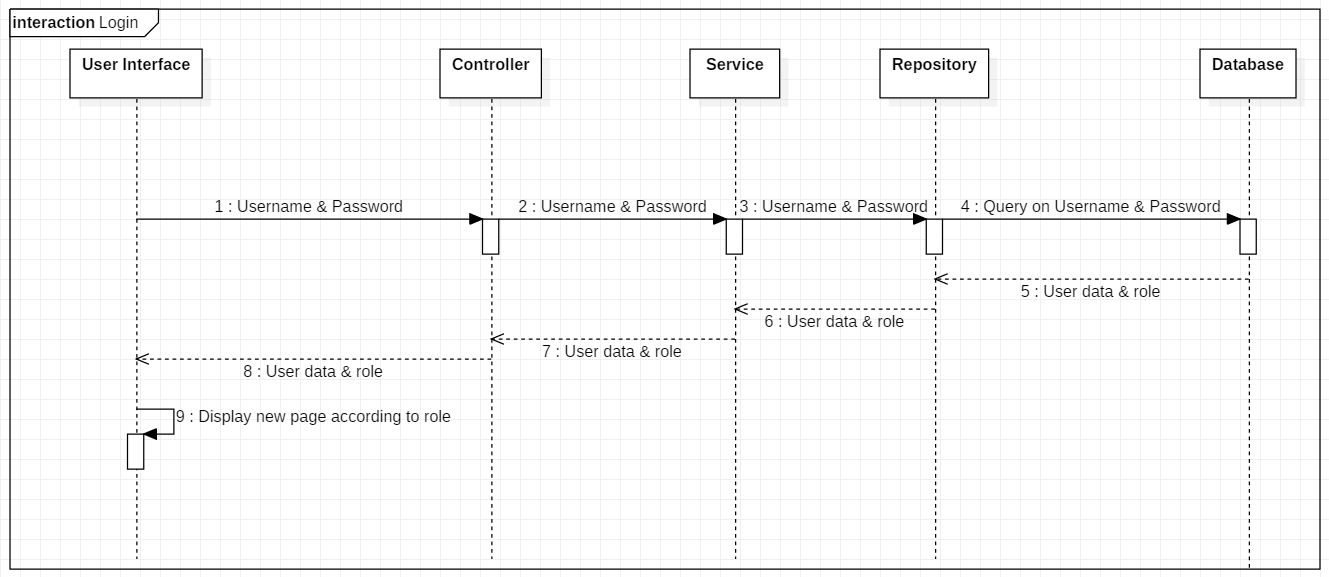 interaction Login
User Interface
Controller
Service
Repository
Database
1 : Username & Password
2 : Username & Password
3 : Username & Password
4 : Query on Username & Password
5 : User data & role
6 : User data & role
7 : User data & role
8 : User data & role
9 : Display new page according to role